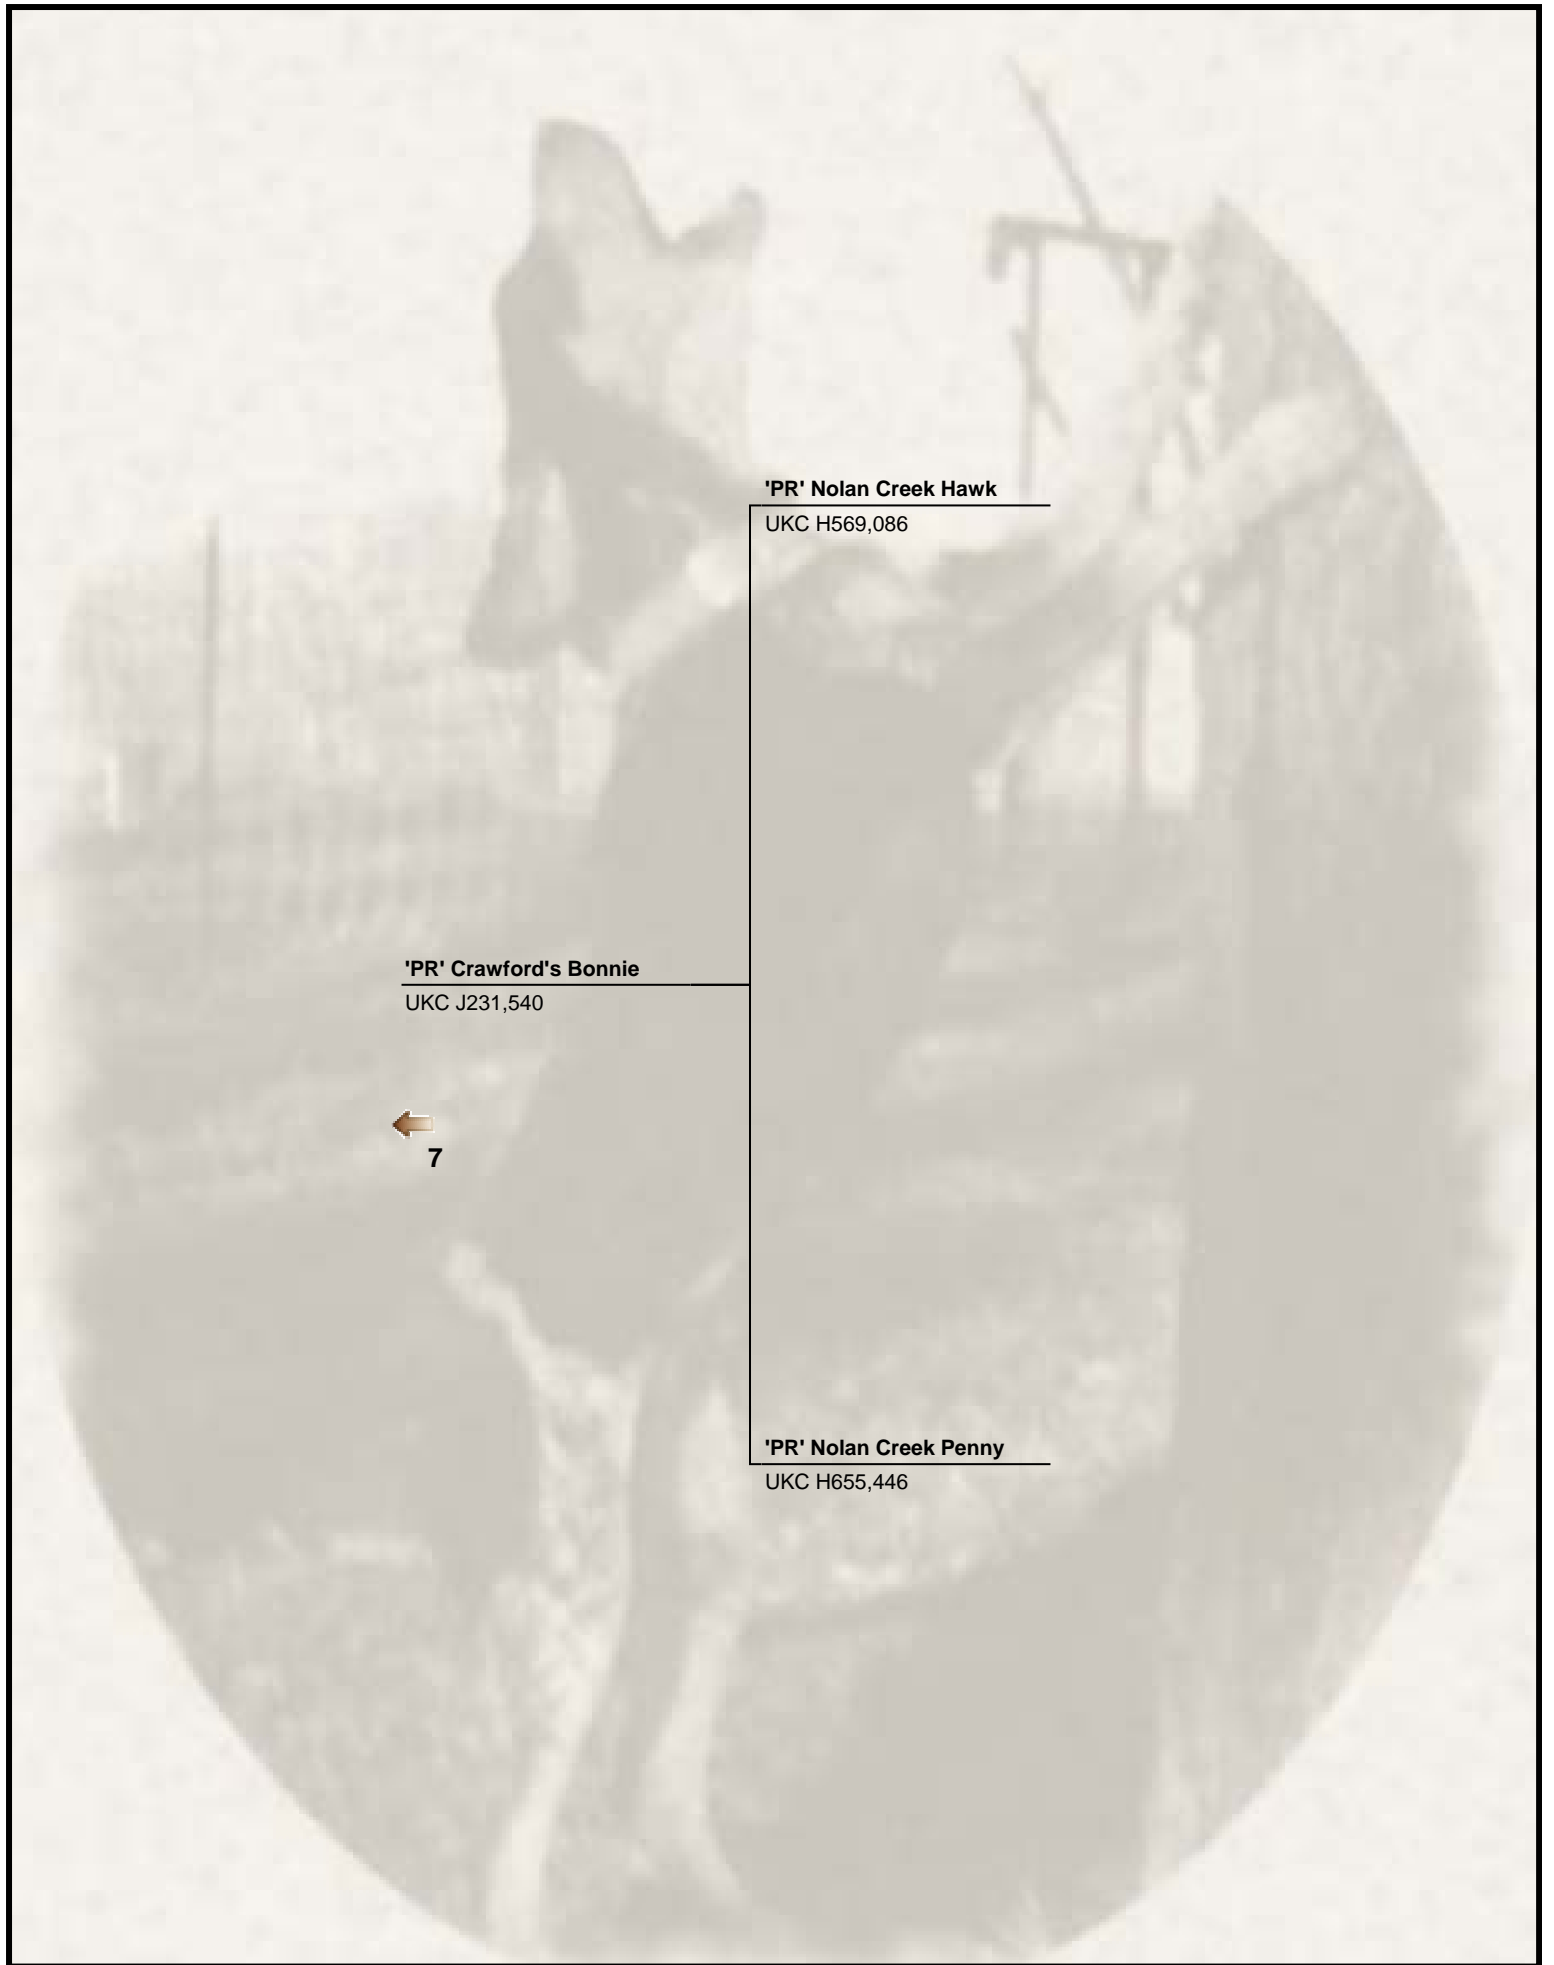 'PR' Nolan Creek Hawk
UKC H569,086
'PR' Crawford's Bonnie
UKC J231,540
7
'PR' Nolan Creek Penny
UKC H655,446